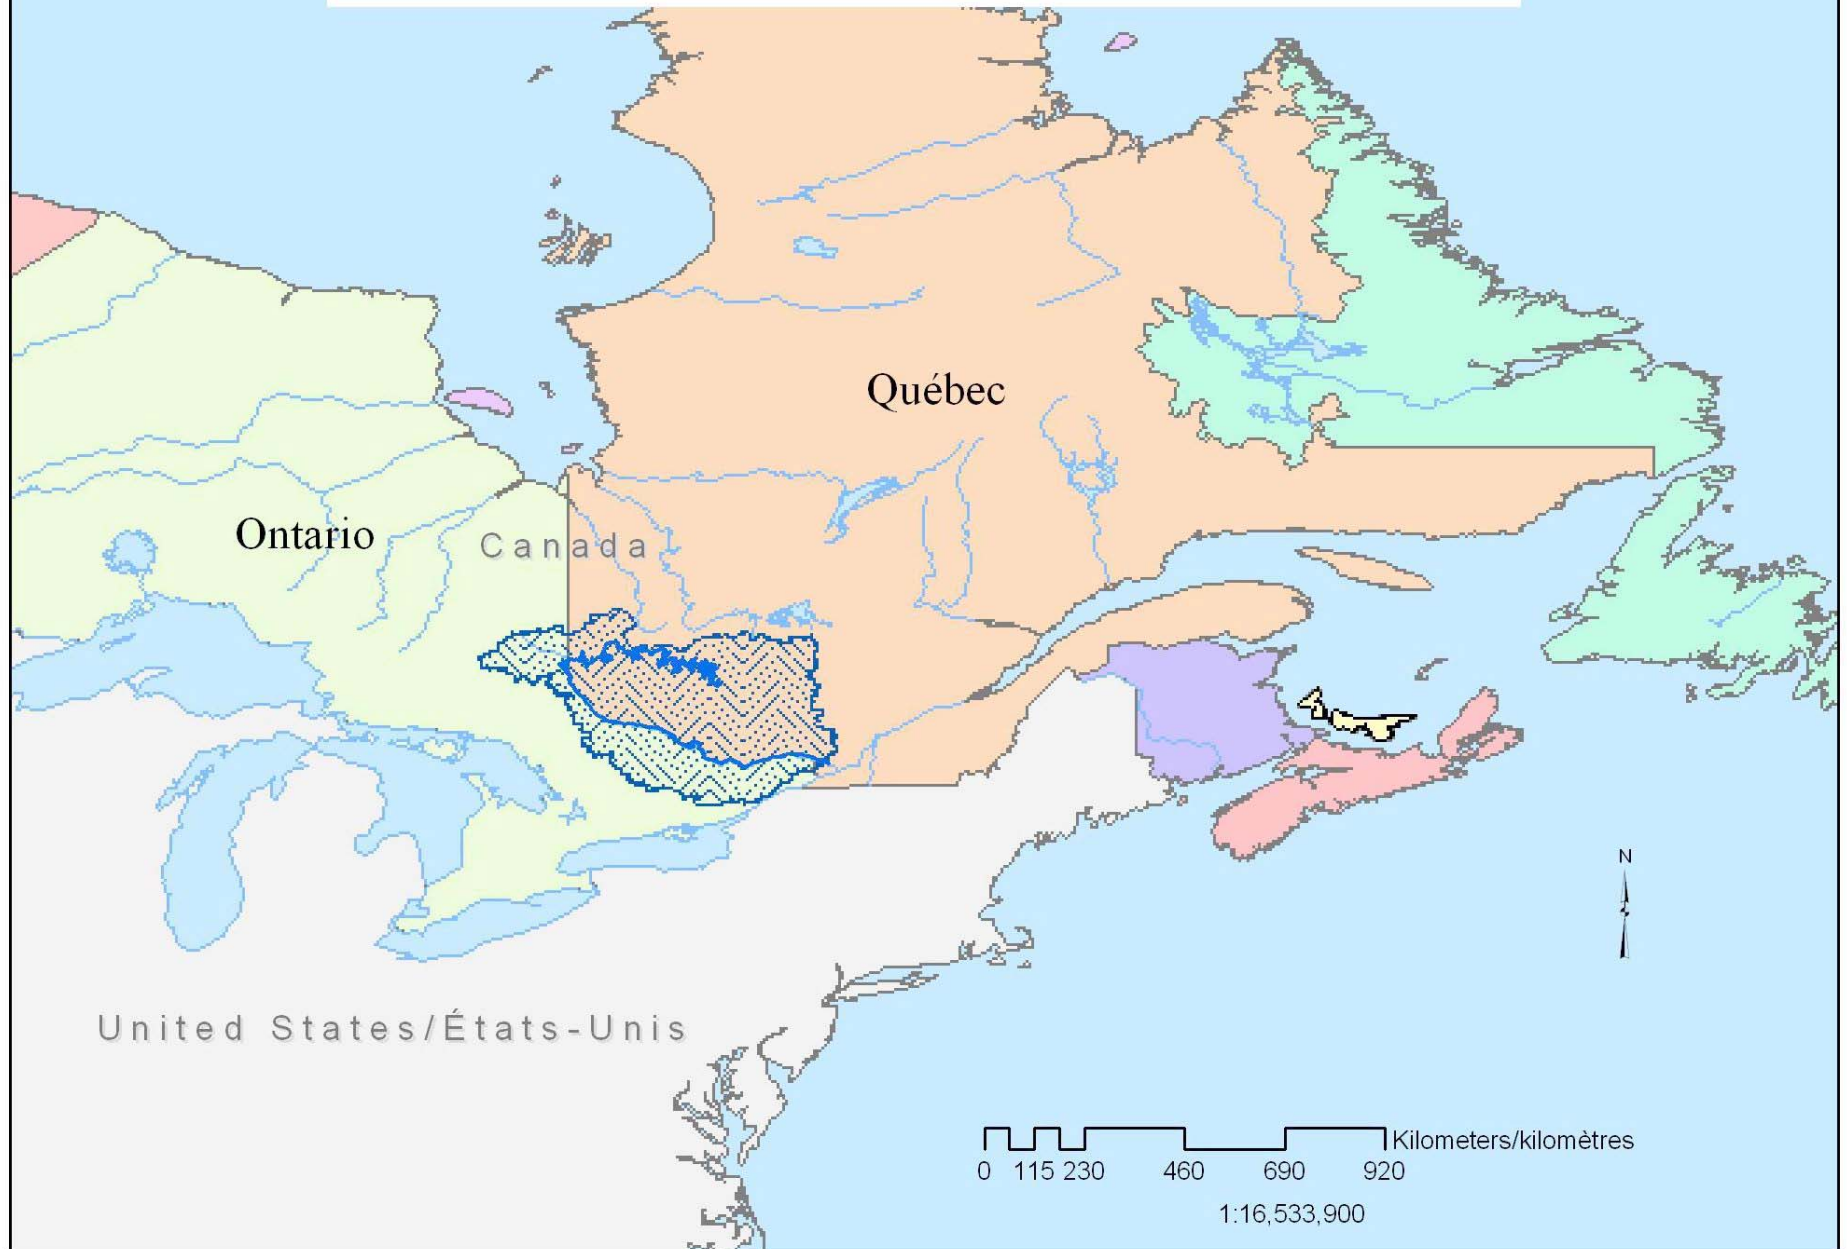 Québec
Ontario
Canada
United States/États-Unis
N
Kilometers/kilomètres
0 115 230 460 690 920
1:16,533,900